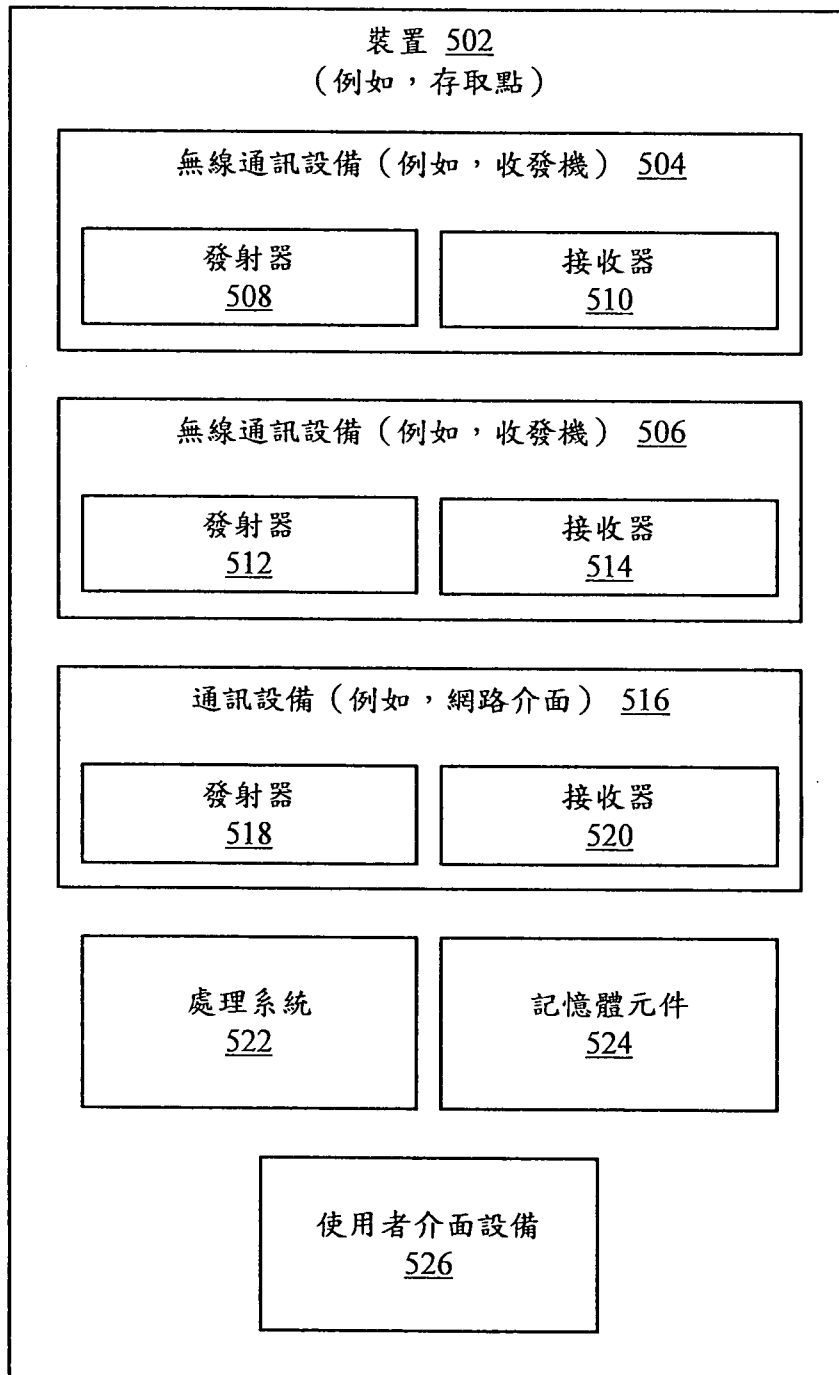 裝置 502
(例如，存取點)
無線通訊設備(例如，收發機) 504
發射器
508
接收器
510
無線通訊設備(例如，收發機) 506
發射器
512
接收器
514
通訊設備(例如，網路介面) 516
發射器
518
接收器
520
處理系統
522
記憶體元件
524
使用者介面設備
526